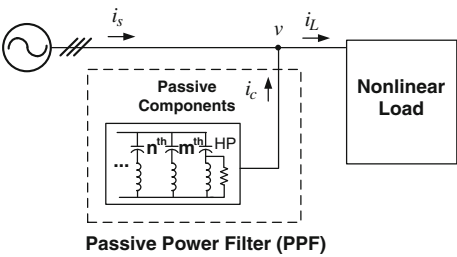 i_s
v
i_L
Passive
Components
i_c
Nonlinear
Load
... n^th m^th HP
Passive Power Filter (PPF)